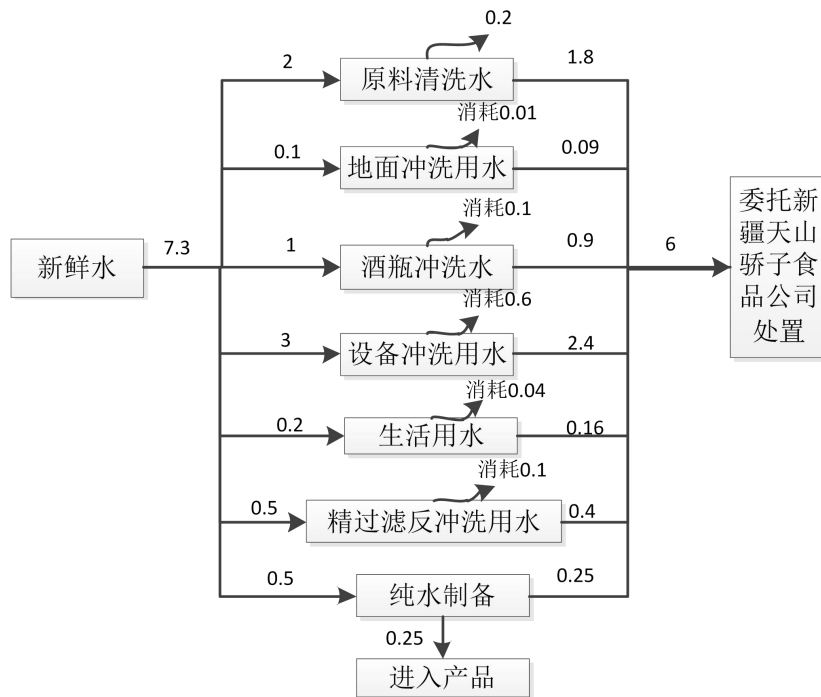 0.2
2
原料清洗水
1.8
消耗0.01
0.1
地面冲洗用水
0.09
消耗0.1
新鲜水
7.3
1
酒瓶冲洗水
0.9
6
委托新
疆天山
骄子食
品公司
处置
消耗0.6
3
设备冲洗用水
2.4
消耗0.04
0.2
生活用水
0.16
消耗0.1
0.5
精过滤反冲洗用水
0.4
0.5
纯水制备
0.25
0.25
进入产品